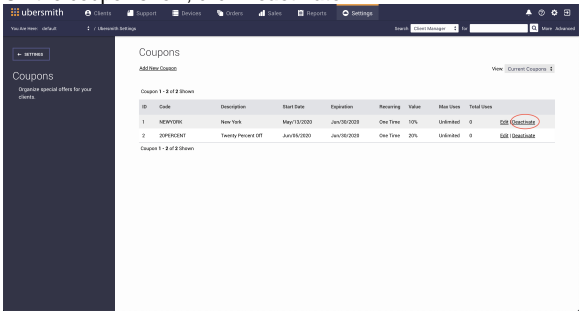 ubersmith Clients Support Devices Orders Sales Reports Settings
You Are Here: default / Ubersmith Settings Search Client Manager for More Advanced
← SETTINGS
Coupons
Organize special offers for your
clients.
Coupons
Add New Coupon View: Current Coupons
Coupon 1 - 2 of 2 Shown
ID Code Description Start Date Expiration Recurring Value Max Uses Total Uses
1 NEWYORK New York May/13/2020 Jun/30/2020 One Time 10% Unlimited 0 Edit | Deactivate
2 20PERCENT Twenty Percent Off Jun/05/2020 Jun/30/2020 One Time 20% Unlimited 0 Edit | Deactivate
Coupon 1 - 2 of 2 Shown